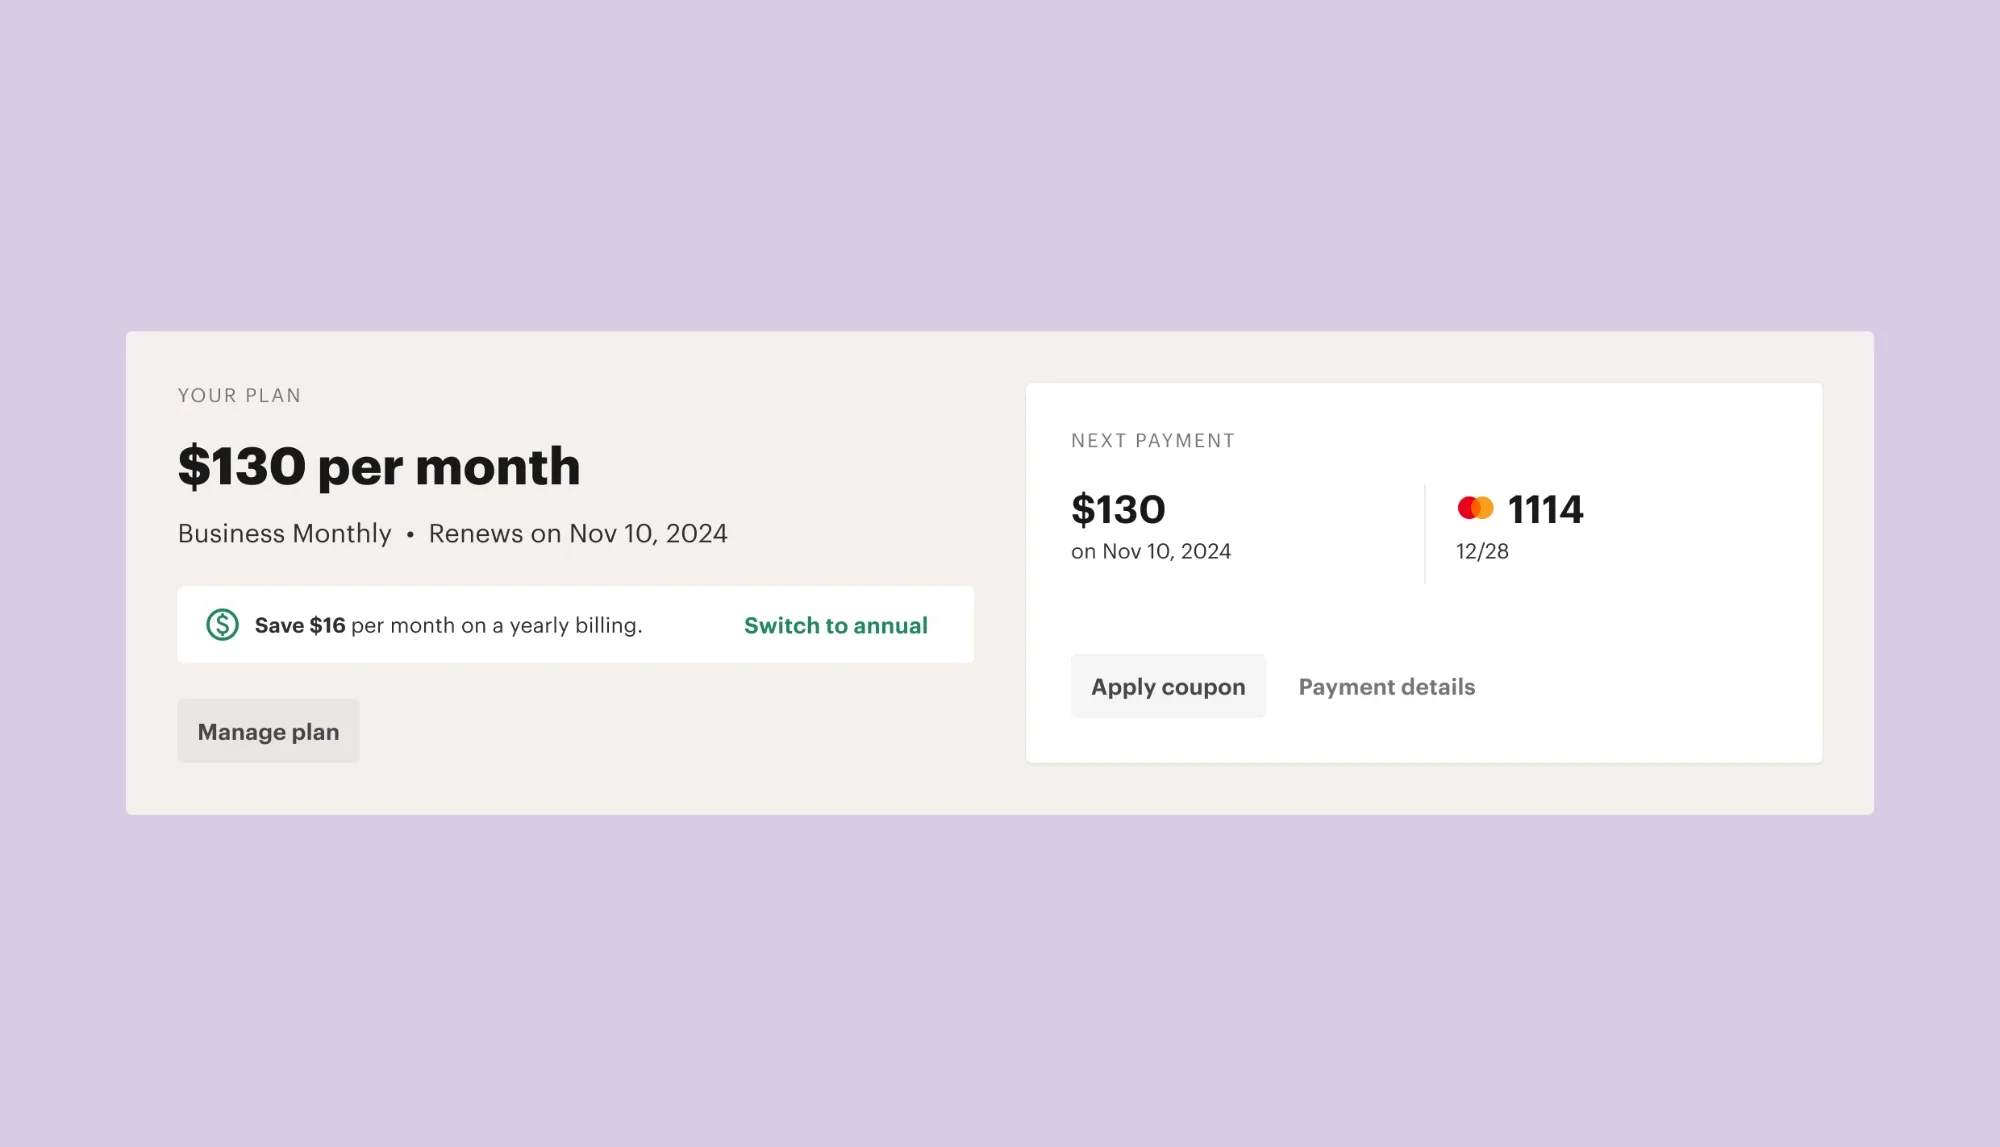 YOUR PLAN
$130 per month
Business Monthly • Renews on Nov 10, 2024
Save $16 per month on a yearly billing.
Switch to annual
Manage plan
NEXT PAYMENT
$130
on Nov 10, 2024
1114
12/28
Apply coupon
Payment details